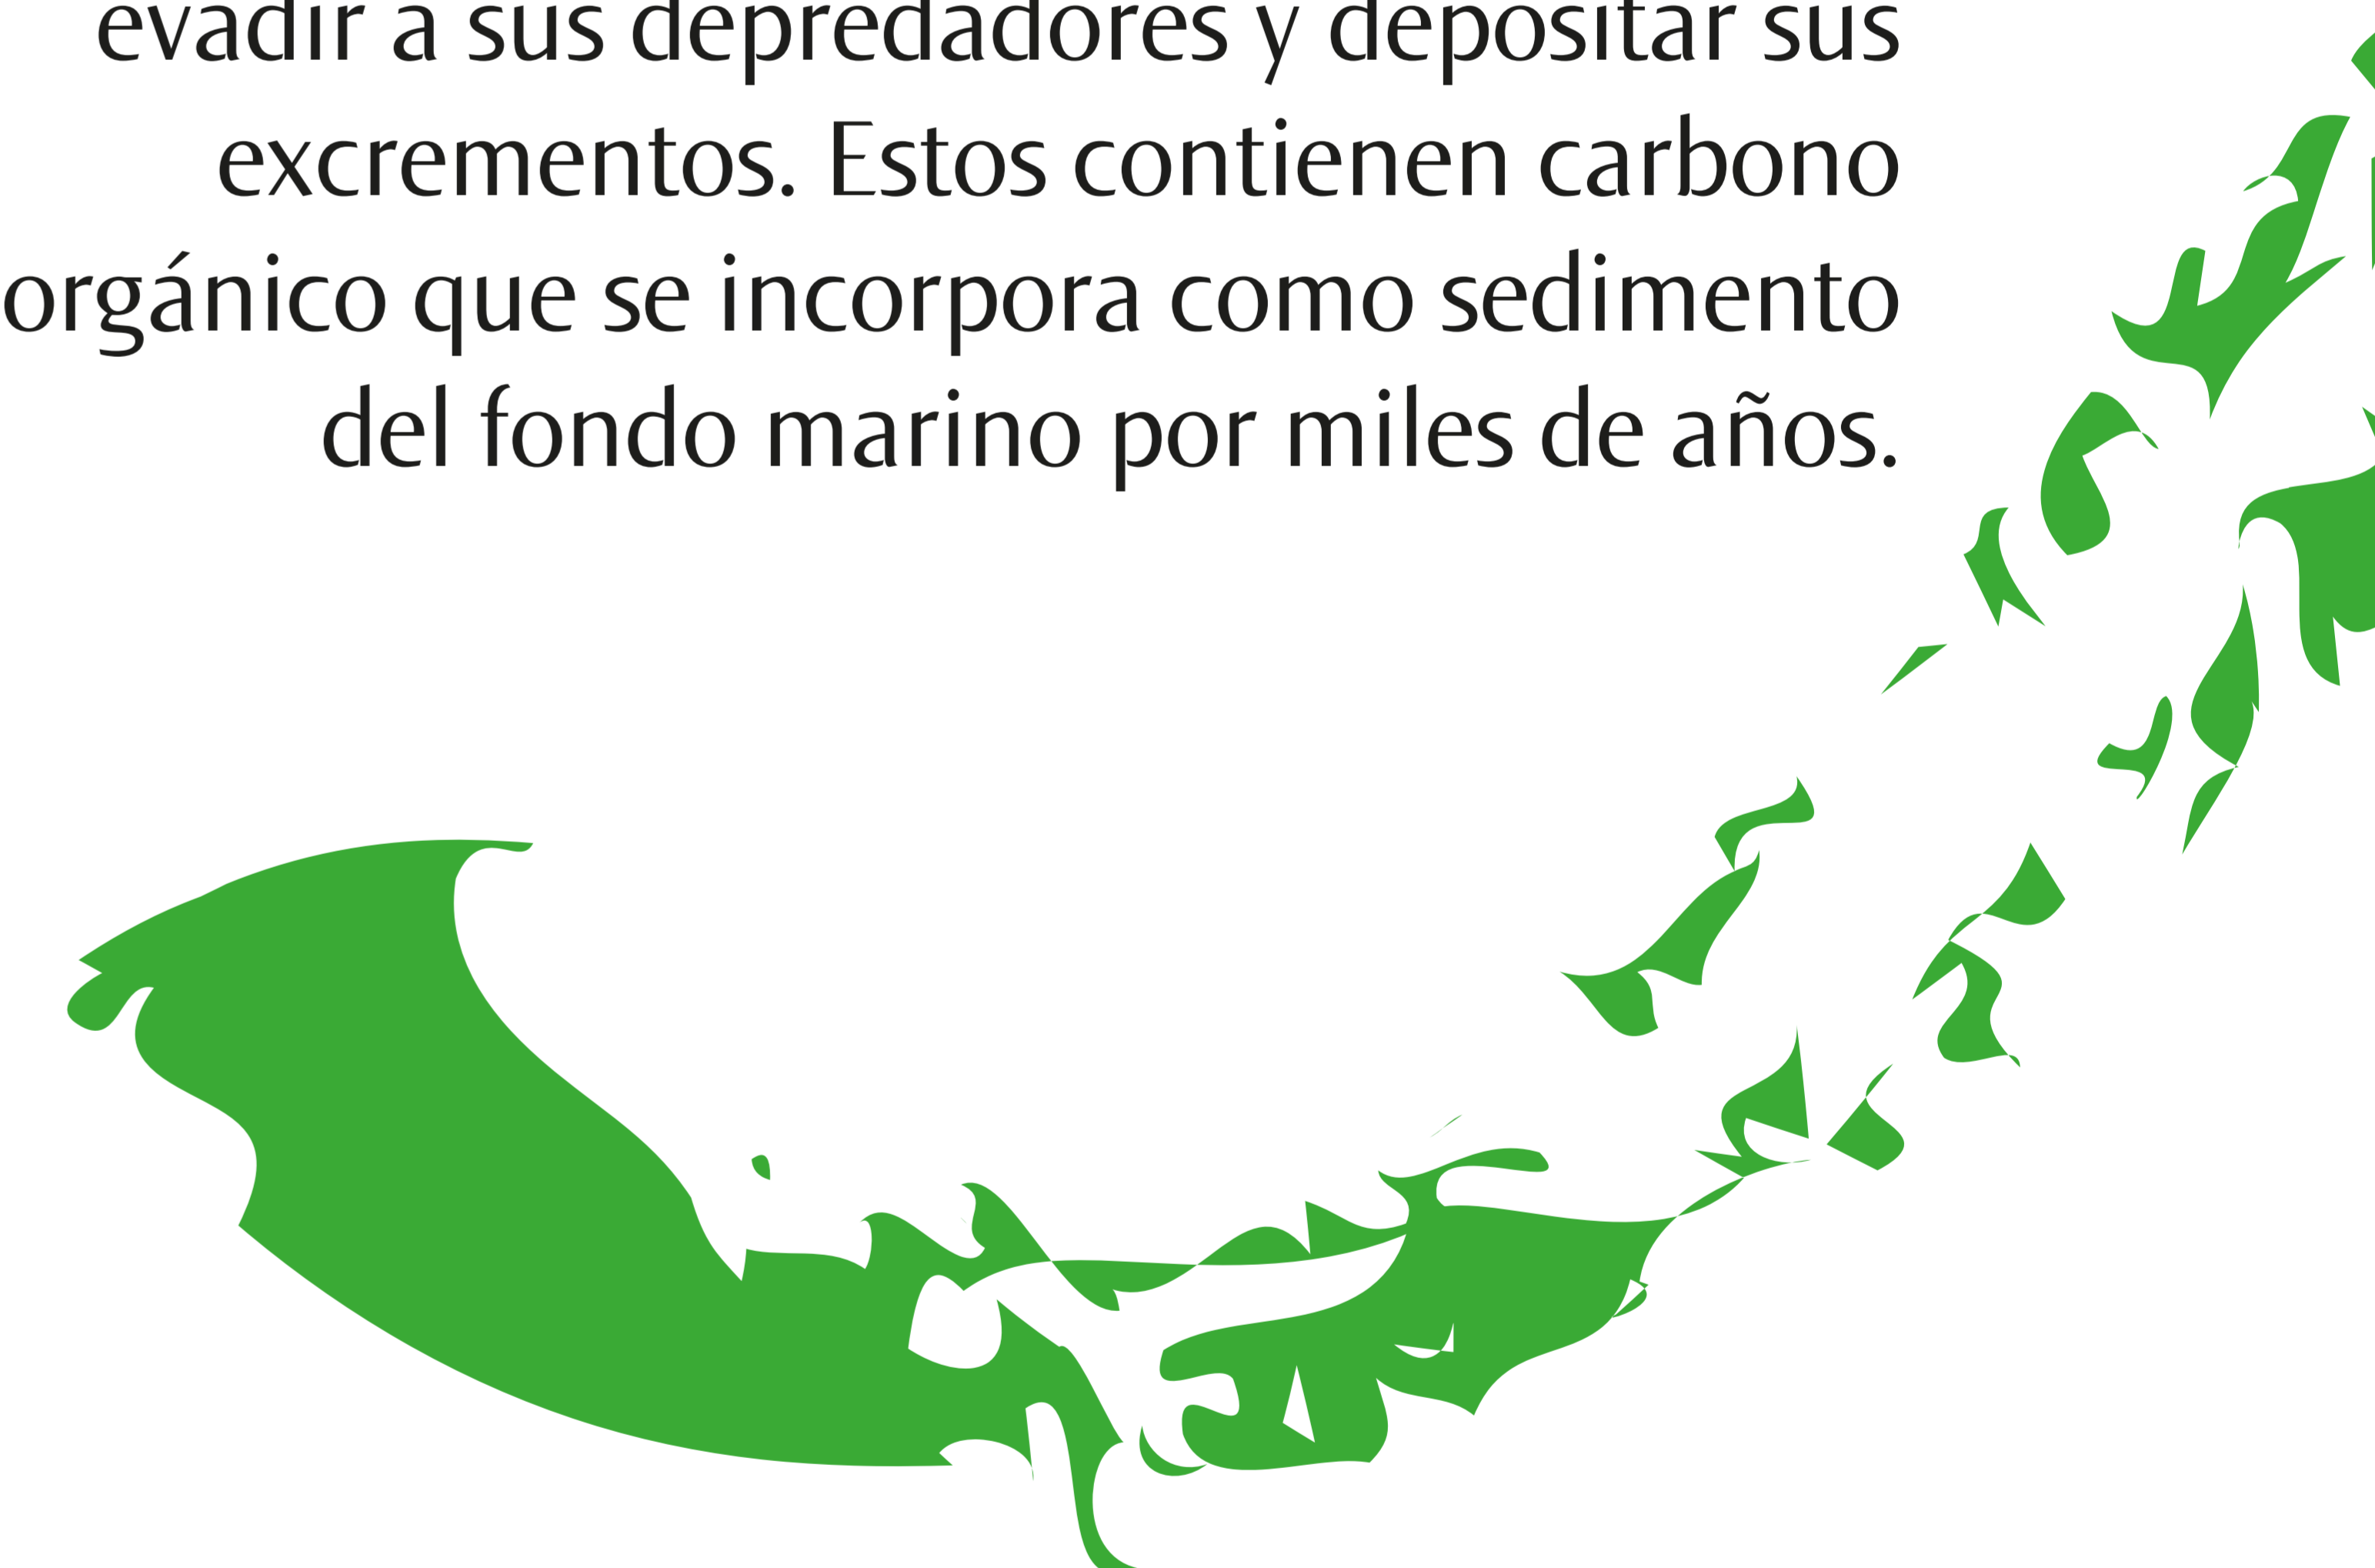 evadir a sus depredadores y depositar sus
excrementos. Estos contienen carbono
orgánico que se incorpora como sedimento
del fondo marino por miles de años.